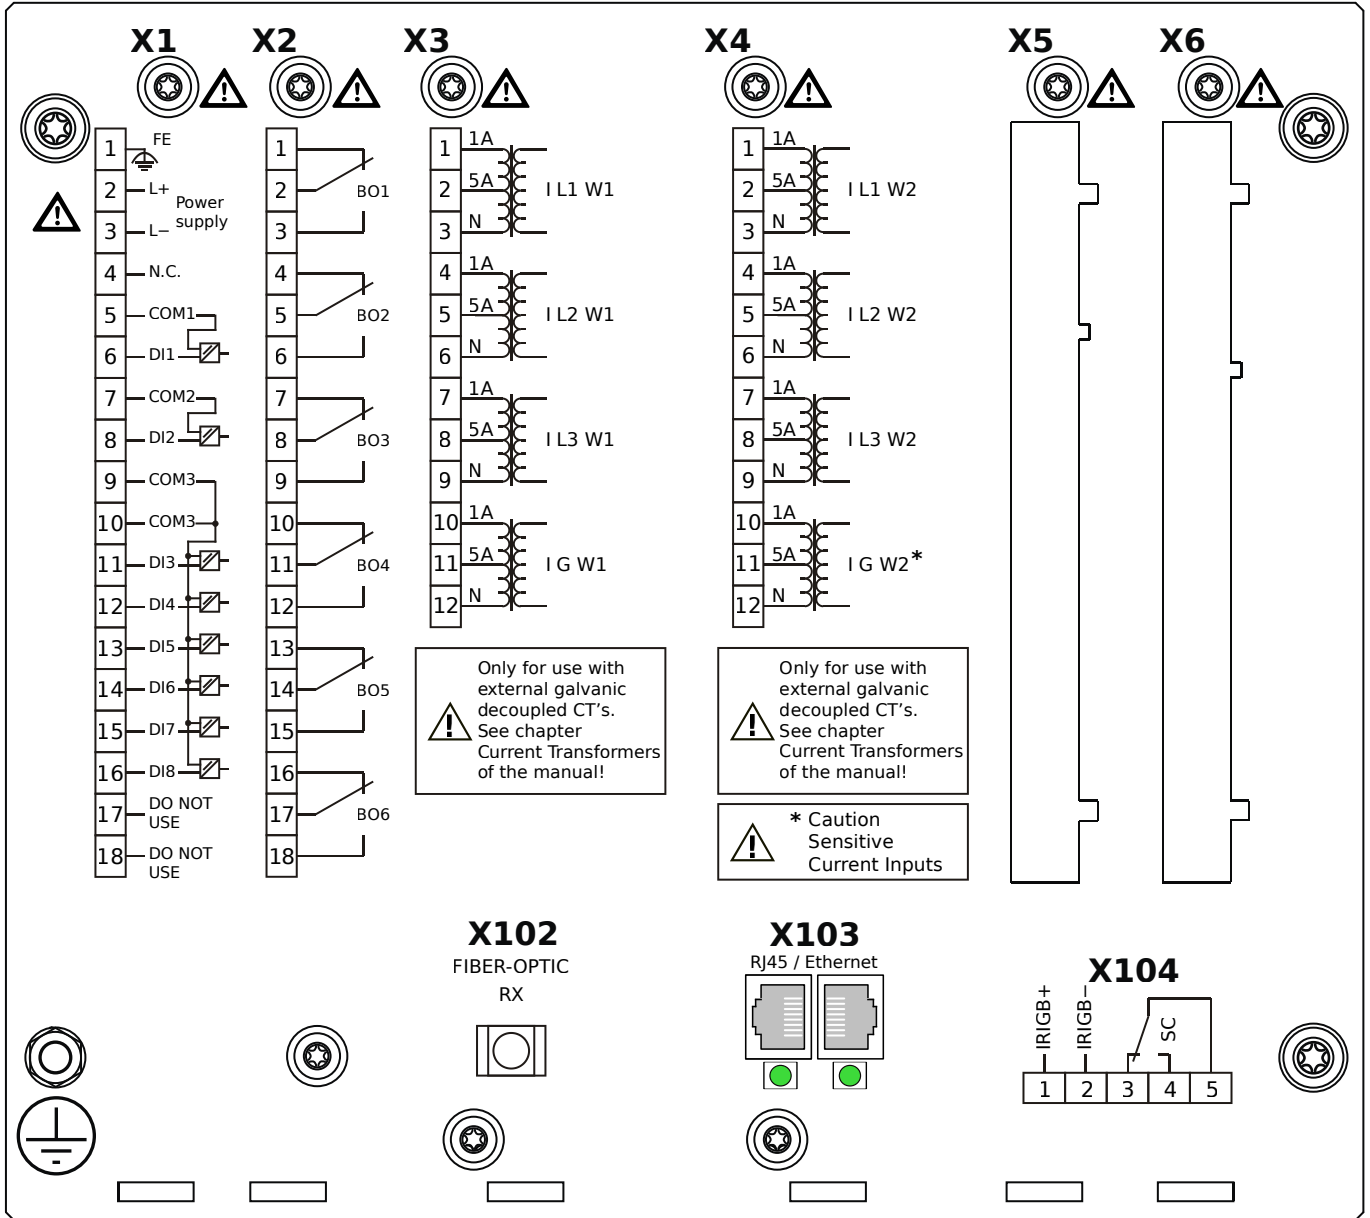 X1
X2
X3
X4
X5
X6
1
FE
2
L+
Power
supply
3
L−
4
N.C.
5
COM1
6
DI1
7
COM2
8
DI2
9
COM3
10
COM3
11
DI3
12
DI4
13
DI5
14
DI6
15
DI7
16
DI8
17
DO NOT
USE
18
DO NOT
USE
1
2
BO1
3
4
5
BO2
6
7
8
BO3
9
10
11
BO4
12
13
14
BO5
15
16
17
BO6
18
1
1A
2
5A
I L1 W1
3
N
4
1A
5
5A
I L2 W1
6
N
7
1A
8
5A
I L3 W1
9
N
10
1A
11
5A
I G W1
12
N
Only for use with
external galvanic
decoupled CT's.
See chapter
Current Transformers
of the manual!
1
1A
2
5A
I L1 W2
3
N
4
1A
5
5A
I L2 W2
6
N
7
1A
8
5A
I L3 W2
9
N
10
1A
11
5A
I G W2*
12
N
Only for use with
external galvanic
decoupled CT's.
See chapter
Current Transformers
of the manual!
* Caution
Sensitive
Current Inputs
X102
FIBER-OPTIC
RX
X103
RJ45 / Ethernet
X104
IRIGB+
IRIGB−
SC
1 2 3 4 5